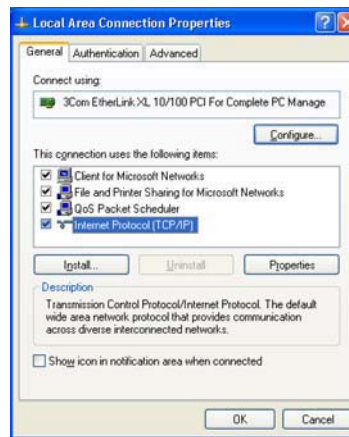 Local Area Connection Properties
General Authentication Advanced
Connect using:
3Com EtherLink XL 10/100 PCI For Complete PC Manage
Configure...
This connection uses the following items:
Client for Microsoft Networks
File and Printer Sharing for Microsoft Networks
QoS Packet Scheduler
Internet Protocol (TCP/IP)
Install... Uninstall Properties
Description
Transmission Control Protocol/Internet Protocol. The default
wide area network protocol that provides communication
across diverse interconnected networks.
Show icon in notification area when connected
OK Cancel